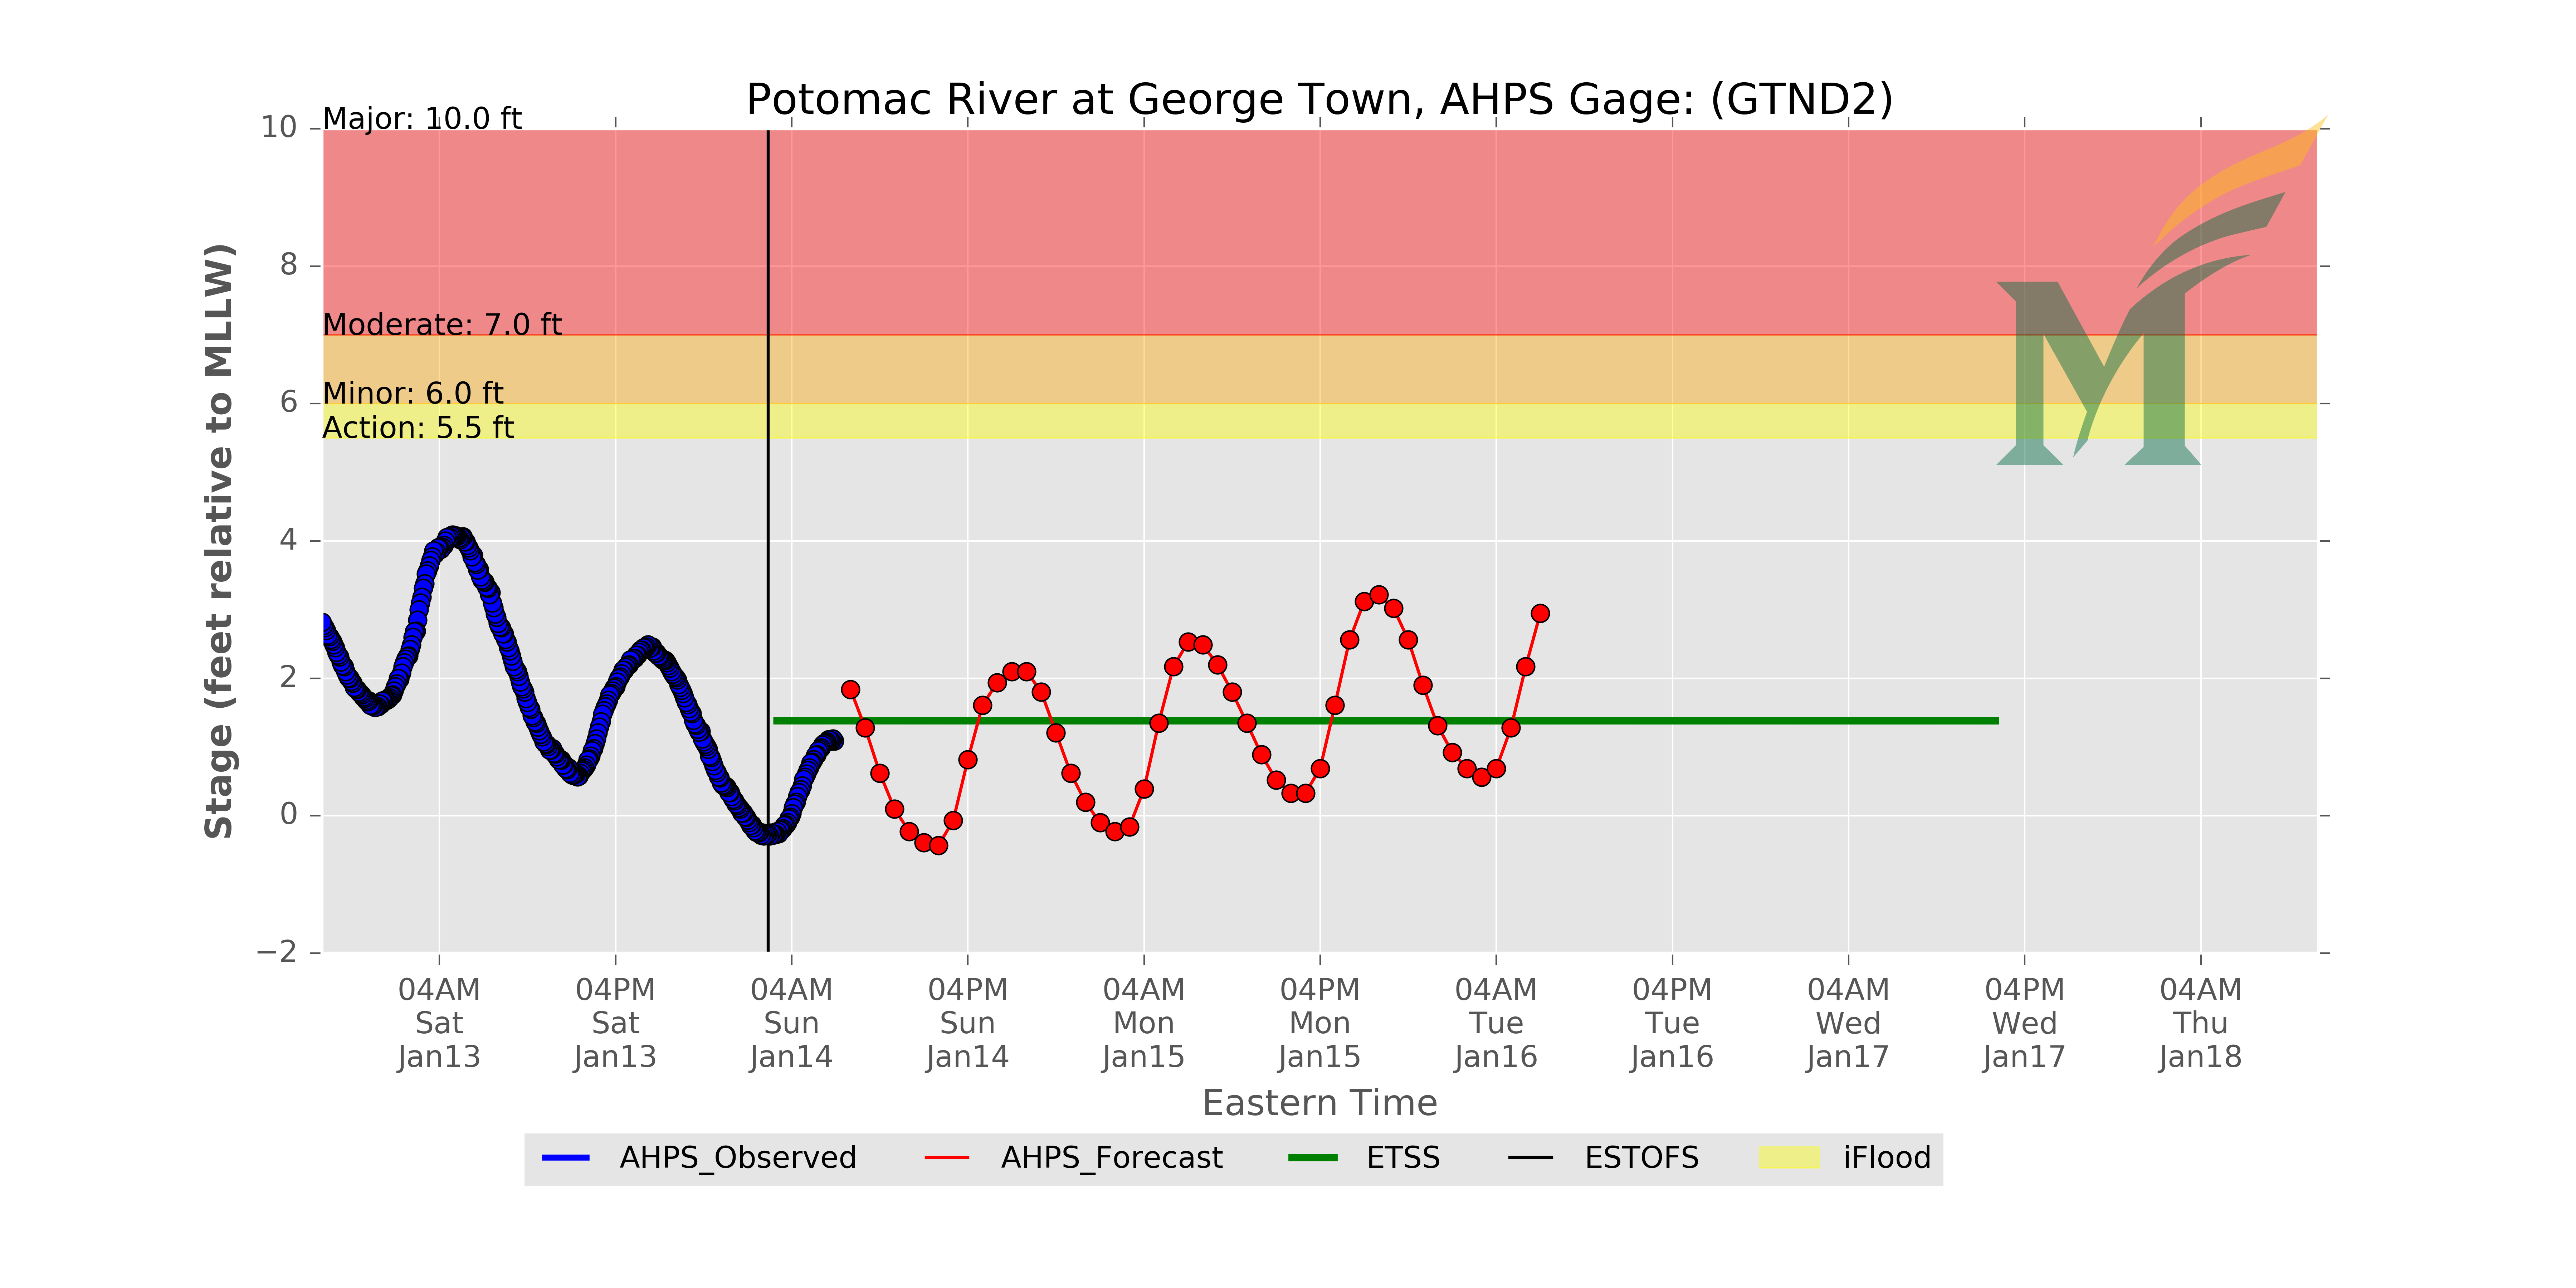 Potomac River at George Town, AHPS Gage: (GTND2)
Major: 10.0 ft
Moderate: 7.0 ft
Minor: 6.0 ft
Action: 5.5 ft
Stage (feet relative to MLLW)
10
8
6
4
2
0
−2
04AM 04PM 04AM 04PM 04AM 04PM 04AM 04PM 04AM 04PM 04AM
Sat Sat Sun Sun Mon Mon Tue Tue Wed Wed Thu
Jan13 Jan13 Jan14 Jan14 Jan15 Jan15 Jan16 Jan16 Jan17 Jan17 Jan18
Eastern Time
AHPS_Observed AHPS_Forecast ETSS ESTOFS iFlood
M